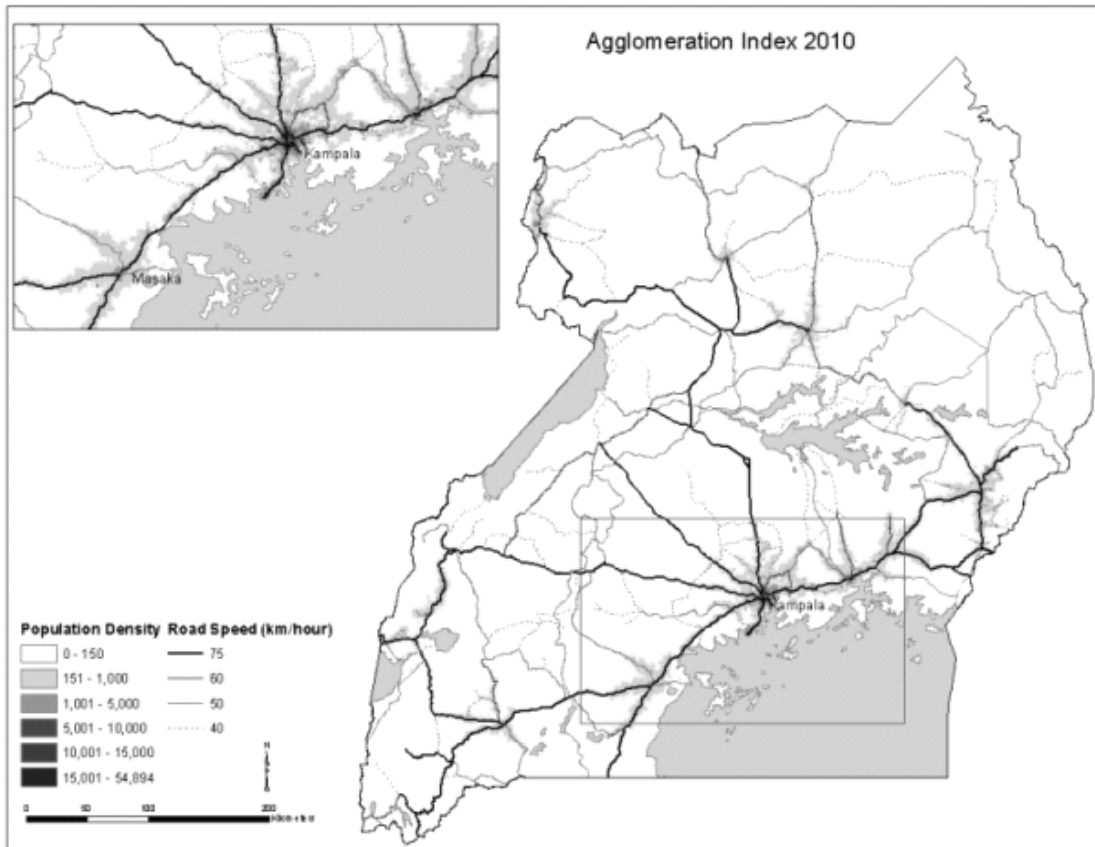 Agglomeration Index 2010
Kampala
Masaka
Kampala
Population Density
0 - 150
151 - 1,000
1,001 - 5,000
5,001 - 10,000
10,001 - 15,000
15,001 - 54,894
Road Speed (km/hour)
75
60
50
40
N
0 50 100 200